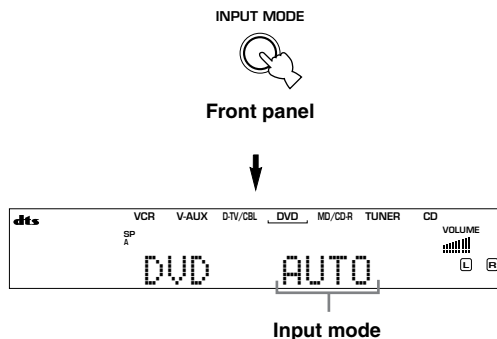 INPUT MODE
Front panel
dts VCR V-AUX D-TV/CBL DVD MD/CD-R TUNER CD
VOLUME
SP
A
L R
DVD AUTO
Input mode